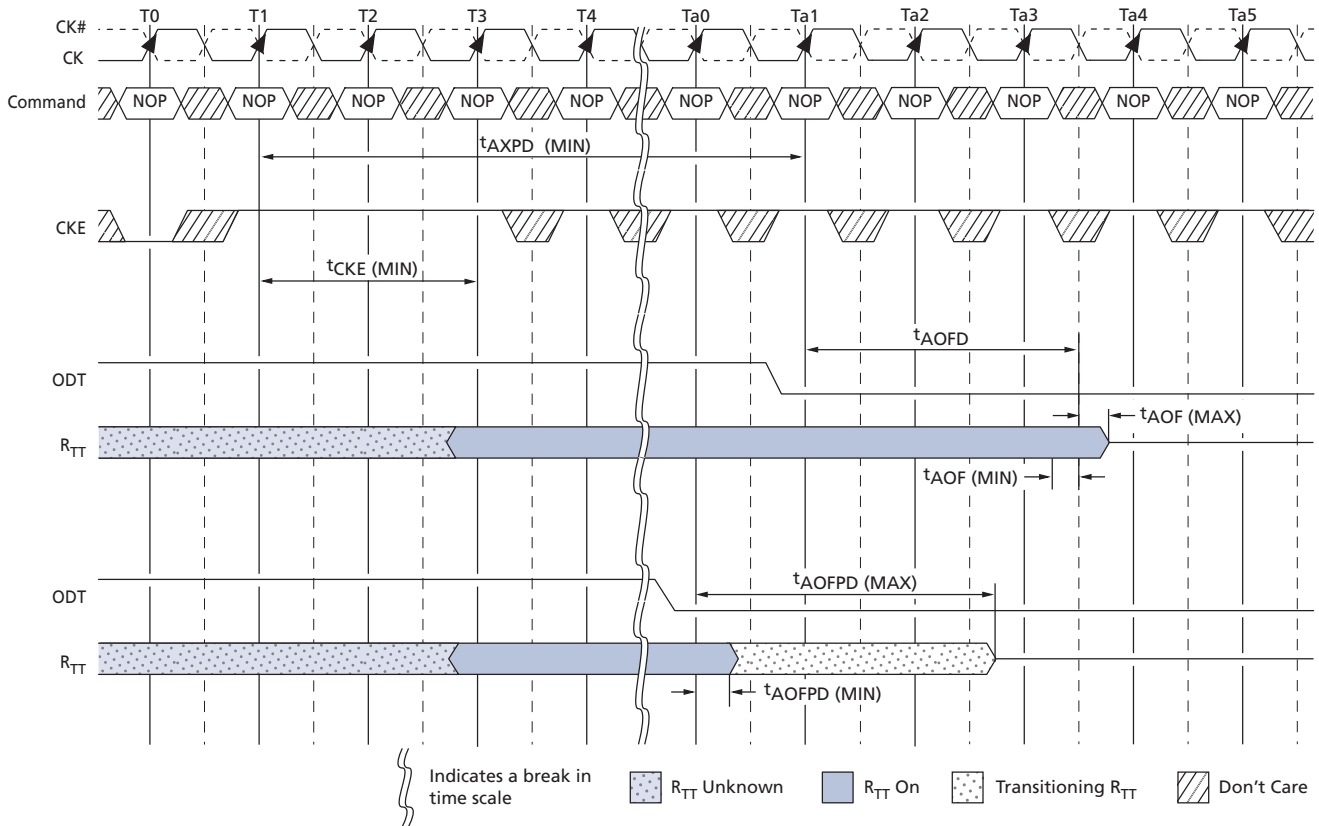 T0 T1 T2 T3 T4 Ta0 Ta1 Ta2 Ta3 Ta4 Ta5
CK#
CK
Command NOP NOP NOP NOP NOP NOP NOP NOP NOP NOP NOP
tAXPD (MIN)
CKE
tCKE (MIN)
tAOFD
ODT
tAOF (MAX)
RTT
tAOF (MIN)
tAOFPD (MAX)
ODT
RTT
tAOFPD (MIN)
Indicates a break in
time scale
RTT Unknown
RTT On
Transitioning RTT
Don't Care